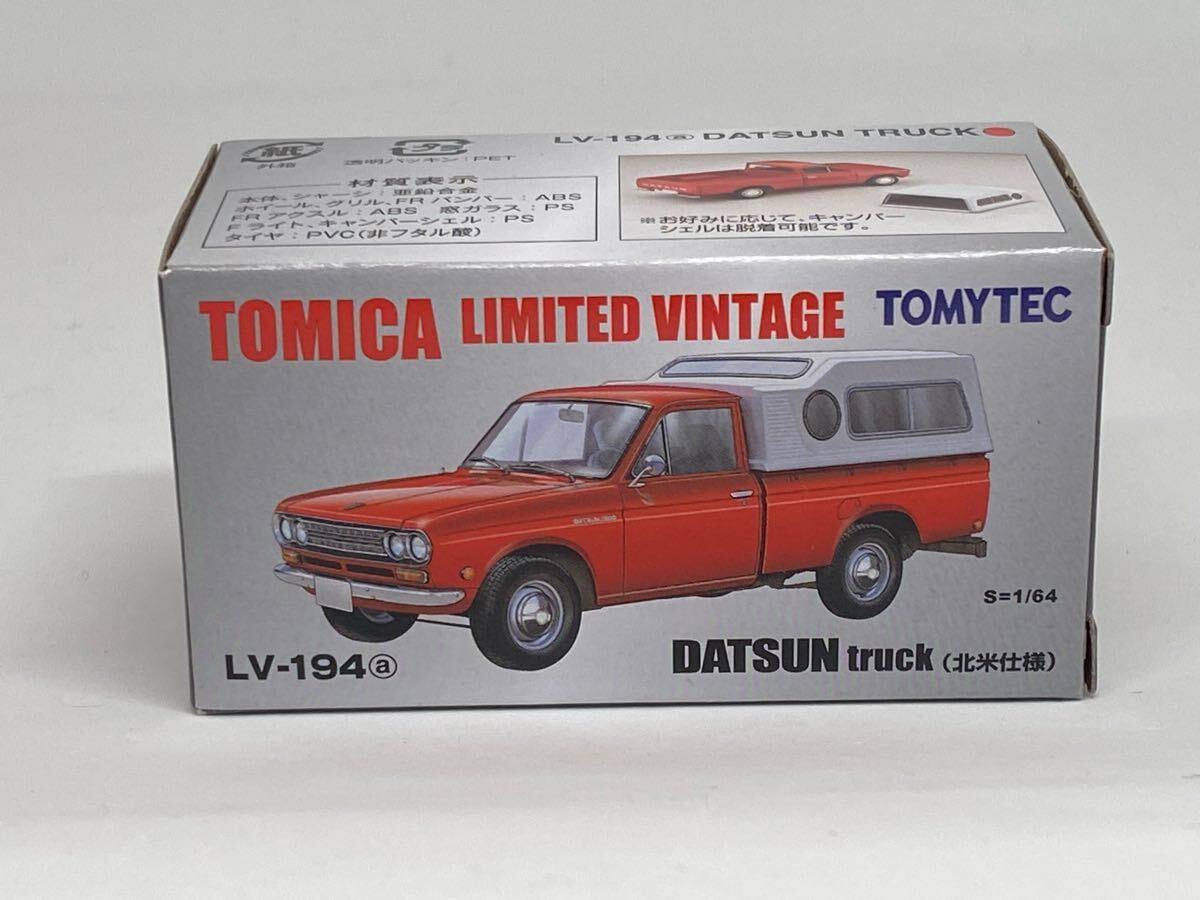 紙
外箱
プラ
透明パッキン:PET
材質表示
本体、シャーシ:亜鉛合金
ホイール、グリル、FRバンパー:ABS
FRアクスル:ABS 窓ガラス:PS
Fライト、キャンパーシェル:PS
タイヤ:PVC(非フタル酸)
LV-194ⓐ DATSUN TRUCK
DATSUN
※お好みに応じて、キャンパー
シェルは脱着可能です。
TOMICA LIMITED VINTAGE TOMYTEC
S=1/64
LV-194ⓐ
DATSUN truck (北米仕様)